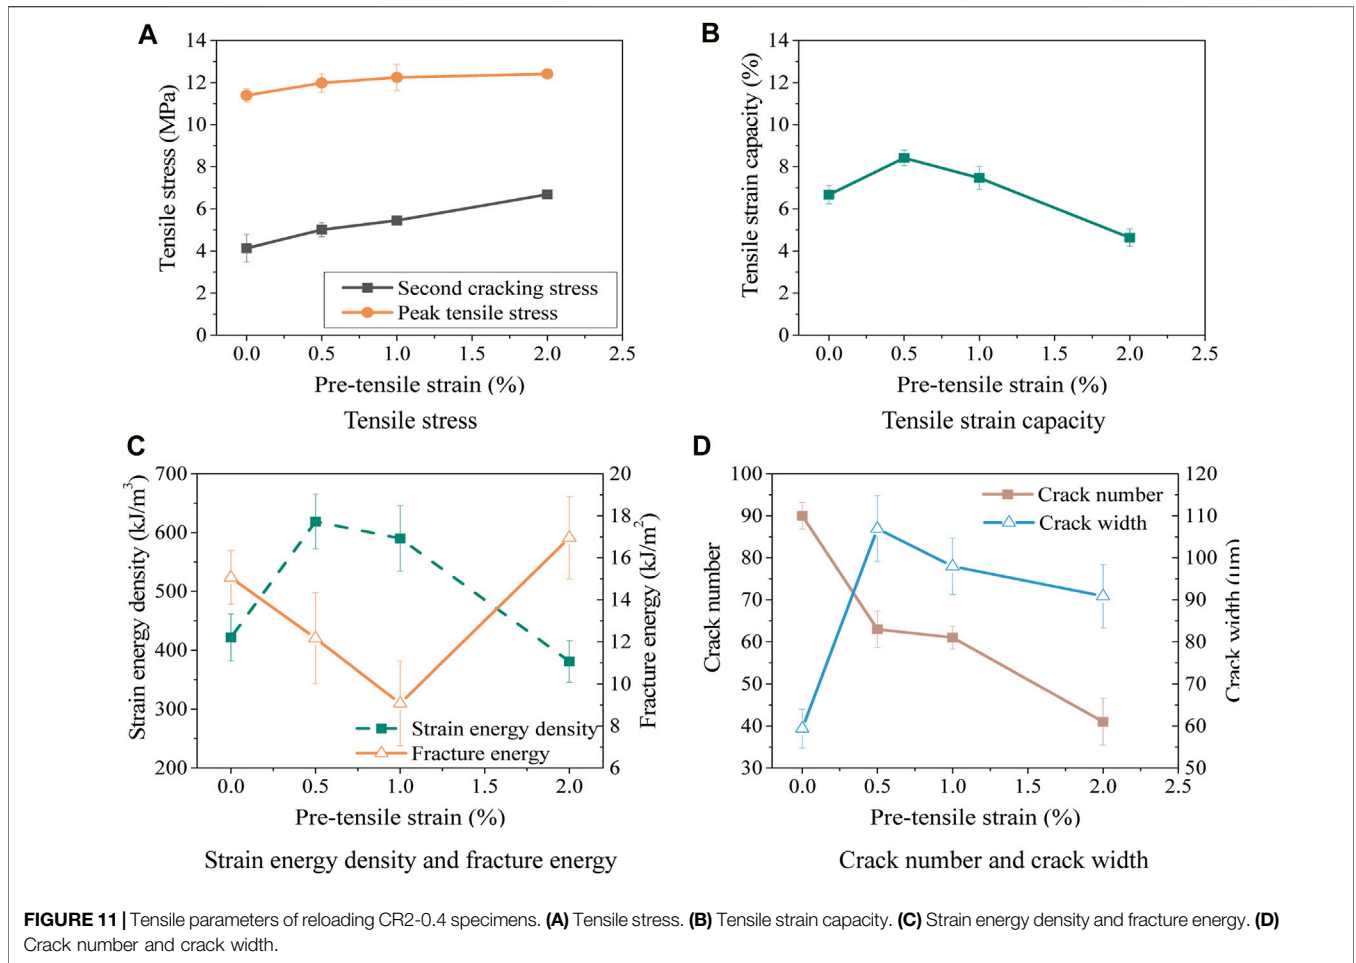 A
14
12
10
8
6
4
2
0
Tensile stress (MPa)
Second cracking stress
Peak tensile stress
0.0 0.5 1.0 1.5 2.0 2.5
Pre-tensile strain (%)
Tensile stress
B
14
12
10
8
6
4
2
0
Tensile strain capacity (%)
0.0 0.5 1.0 1.5 2.0 2.5
Pre-tensile strain (%)
Tensile strain capacity
C
700
600
500
400
300
200
Strain energy density (kJ/m³)
20
18
16
14
12
10
8
6
Fracture energy (kJ/m²)
Strain energy density
Fracture energy
0.0 0.5 1.0 1.5 2.0
Pre-tensile strain (%)
Strain energy density and fracture energy
D
100
90
80
70
60
50
40
30
Crack number
120
110
100
90
80
70
60
50
Crack width (μm)
Crack number
Crack width
0.0 0.5 1.0 1.5 2.0 2.5
Pre-tensile strain (%)
Crack number and crack width
FIGURE 11 | Tensile parameters of reloading CR2-0.4 specimens. (A) Tensile stress. (B) Tensile strain capacity. (C) Strain energy density and fracture energy. (D)
Crack number and crack width.